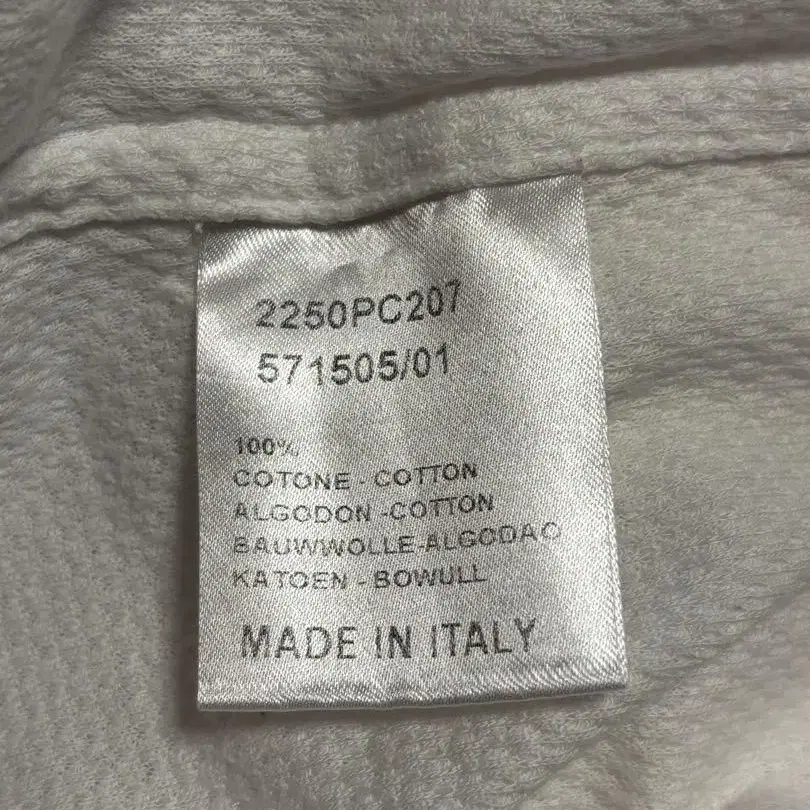 2250PC207
571505/01
100%
COTONE - COTTON
ALGODON -COTTON
BAUWWOLLE-ALGODAO
KATOEN - BOWULL
MADE IN ITALY